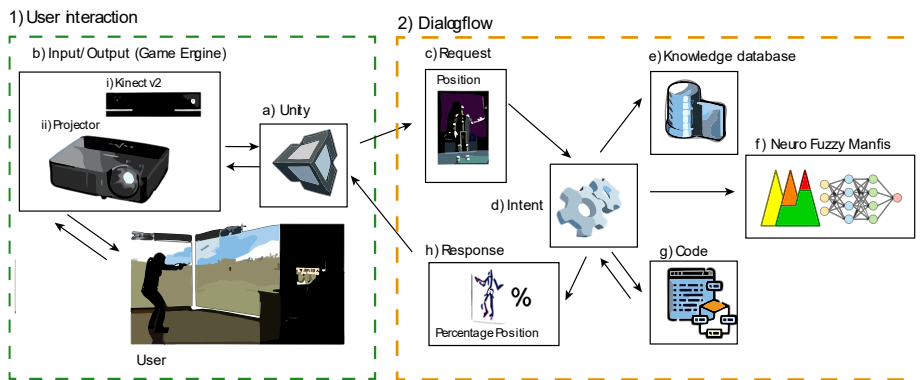 1) User interaction
b) Input/ Output (Game Engine)
i) Kinect v2
ii) Projector
a) Unity
User
2) Dialogflow
c) Request
Position
d) Intent
e) Knowledge database
f) Neuro Fuzzy Manfis
g) Code
h) Response
%
Percentage Position